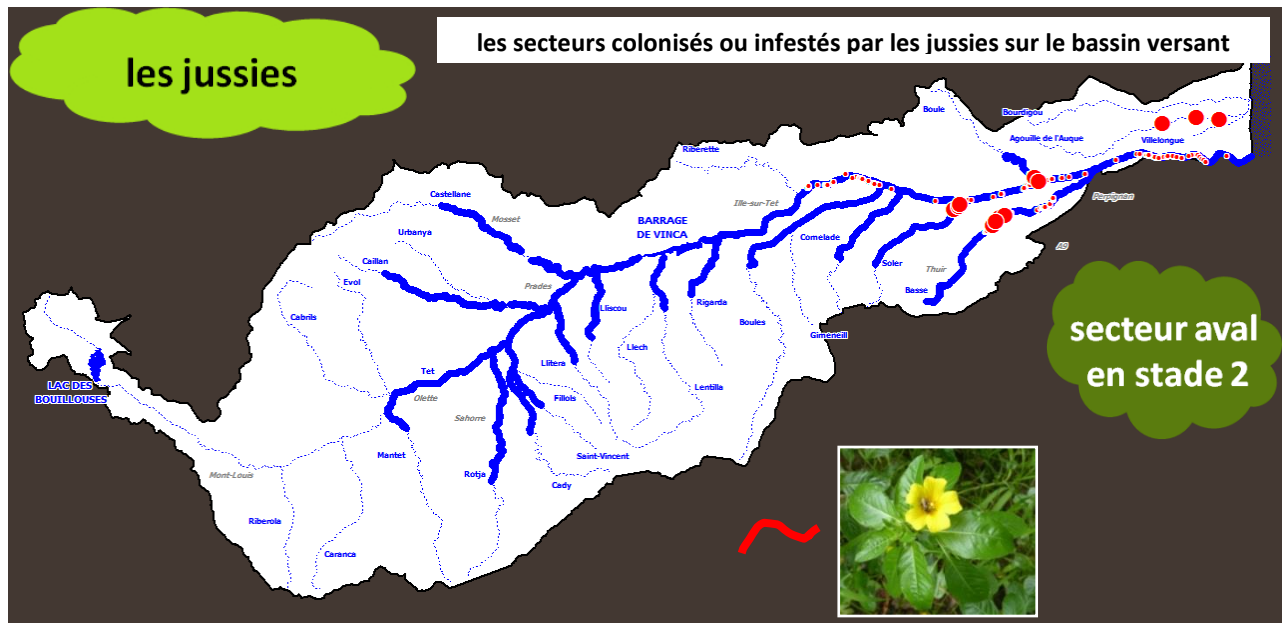 les jussies
les secteurs colonisés ou infestés par les jussies sur le bassin versant
Boule
Bourdigou
Agouille de l'Auque
Villelongue
Riberette
Castellane
Mosset
Ille-sur-Tet
Perpignan
BARRAGE
DE VINCA
Urbanya
Comelade
AS
Caillan
Soler
Thuir
Evol
Prades
Basse
Cabrils
Lliscou
Rigarda
Boules
Gimeneill
secteur aval
en stade 2
Llech
Llitera
Tet
LAC DES
BOUILLOUSES
Olette
Fillols
Lentilla
Sahorre
Mantet
Saint-Vincent
Mont-Louis
Rotja
Cady
Riberola
Caranca